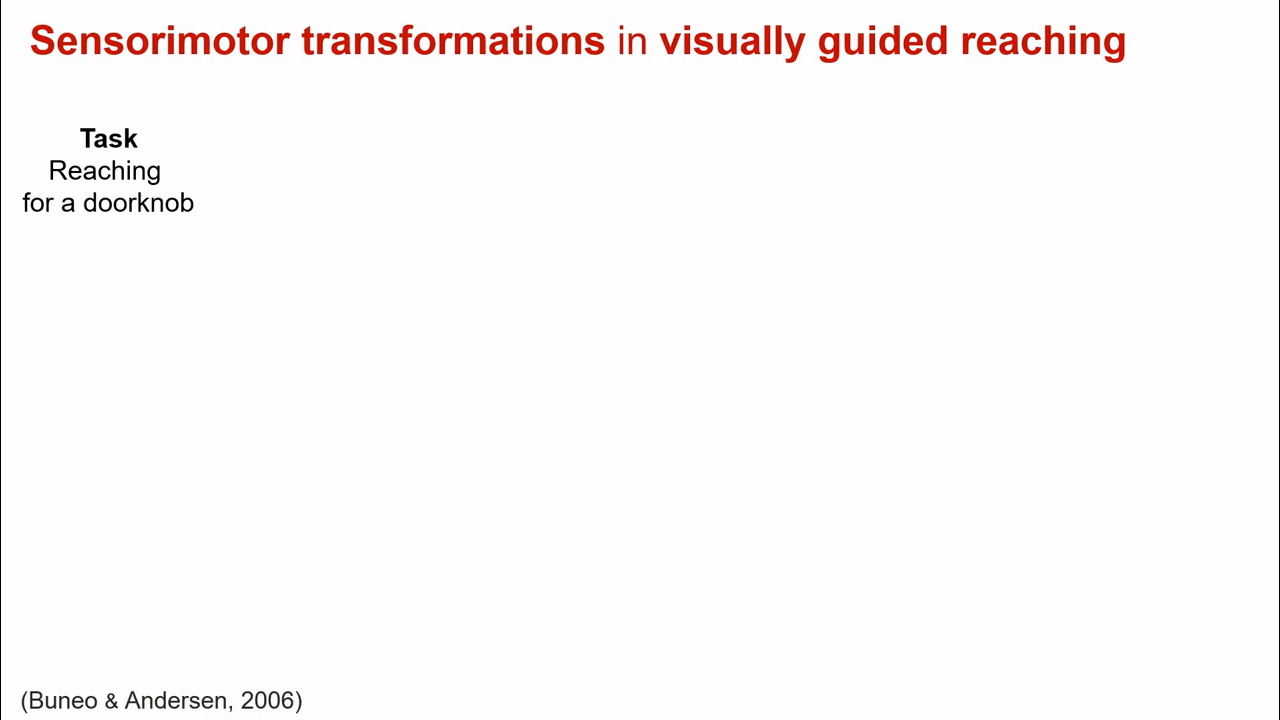 Sensorimotor transformations in visually guided reaching
Task
Reaching
for a doorknob
(Buneo & Andersen, 2006)